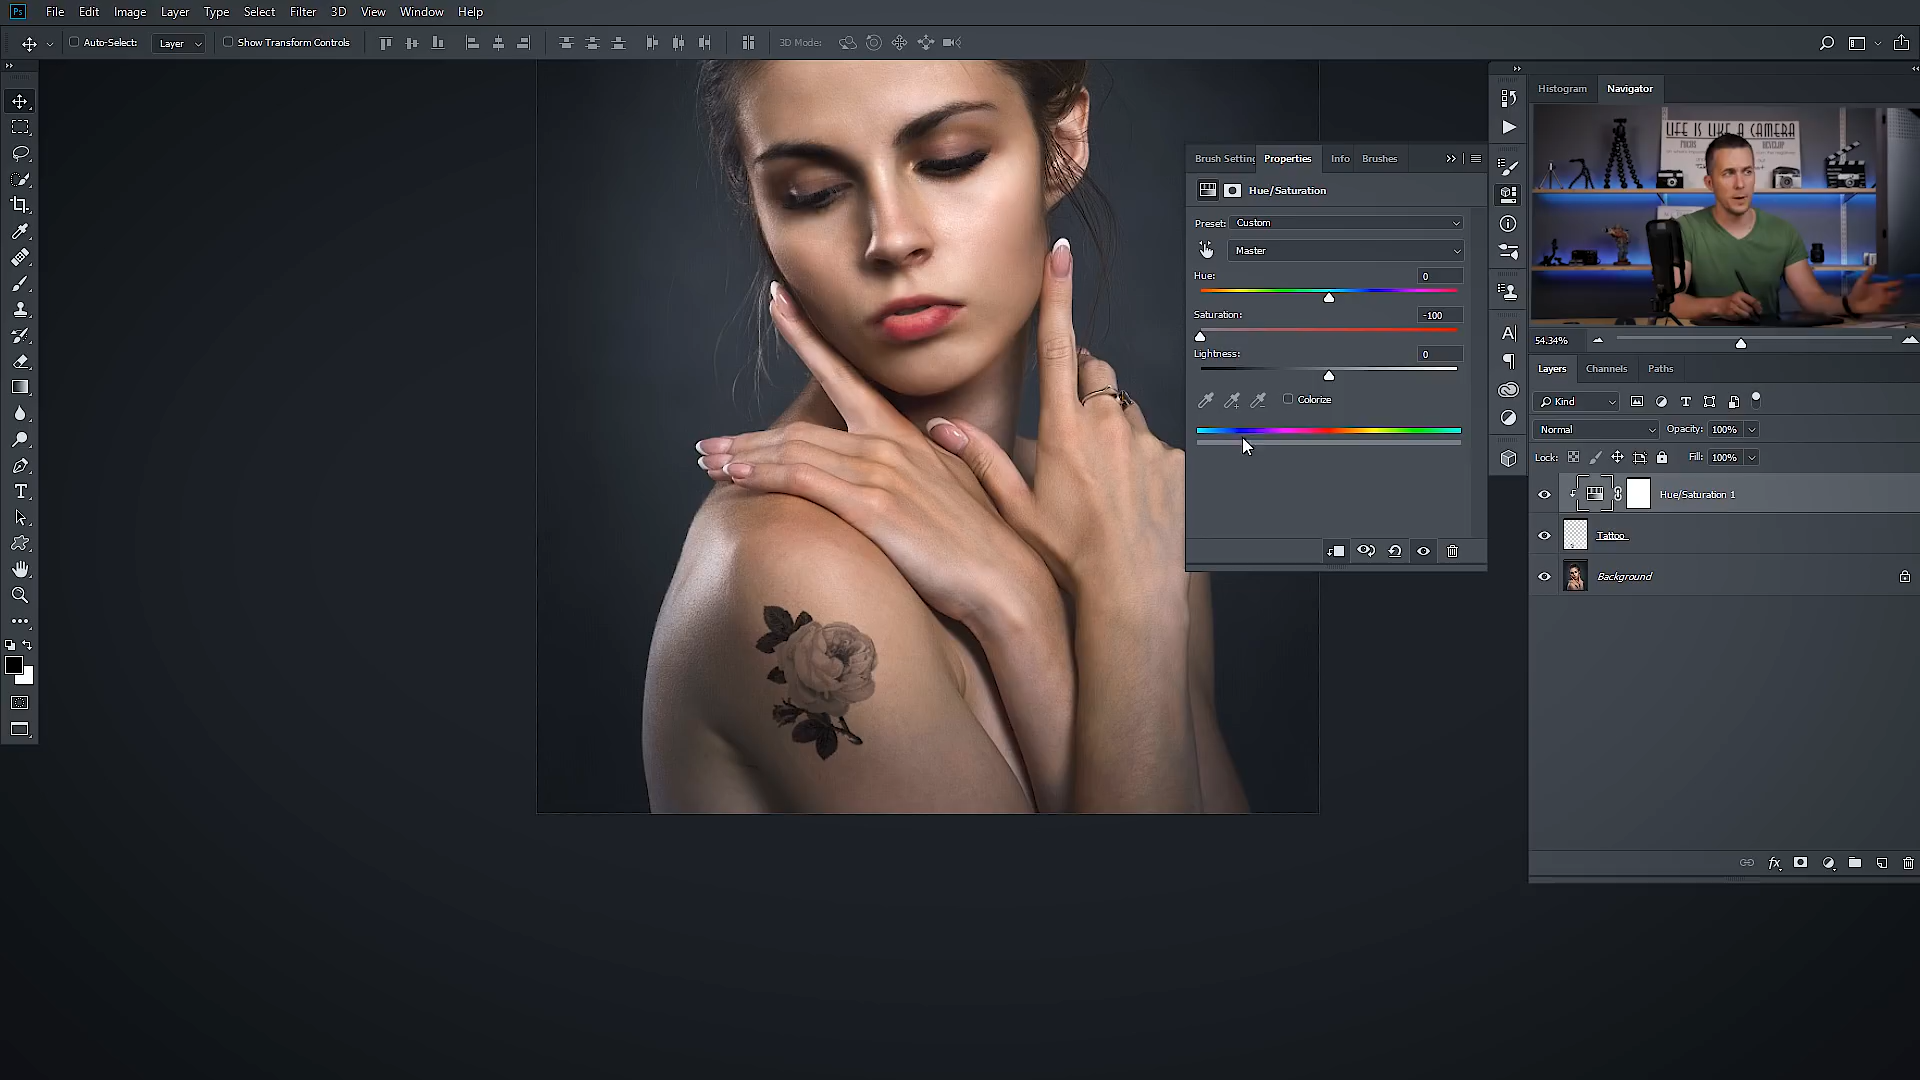 Ps File Edit Image Layer Type Select Filter 3D View Window Help
Auto-Select: Layer Show Transform Controls 3D Mode:
Histogram Navigator
LIFE IS LIKE A CAMERA
Brush Setting Properties Info Brushes
Hue/Saturation
Preset: Custom
Master
Hue: 0
Saturation: -100
Lightness: 0
Colorize
54.34%
Layers Channels Paths
Kind
Normal Opacity: 100%
Lock: Fill: 100%
Hue/Saturation 1
Tattoo
Background
fx